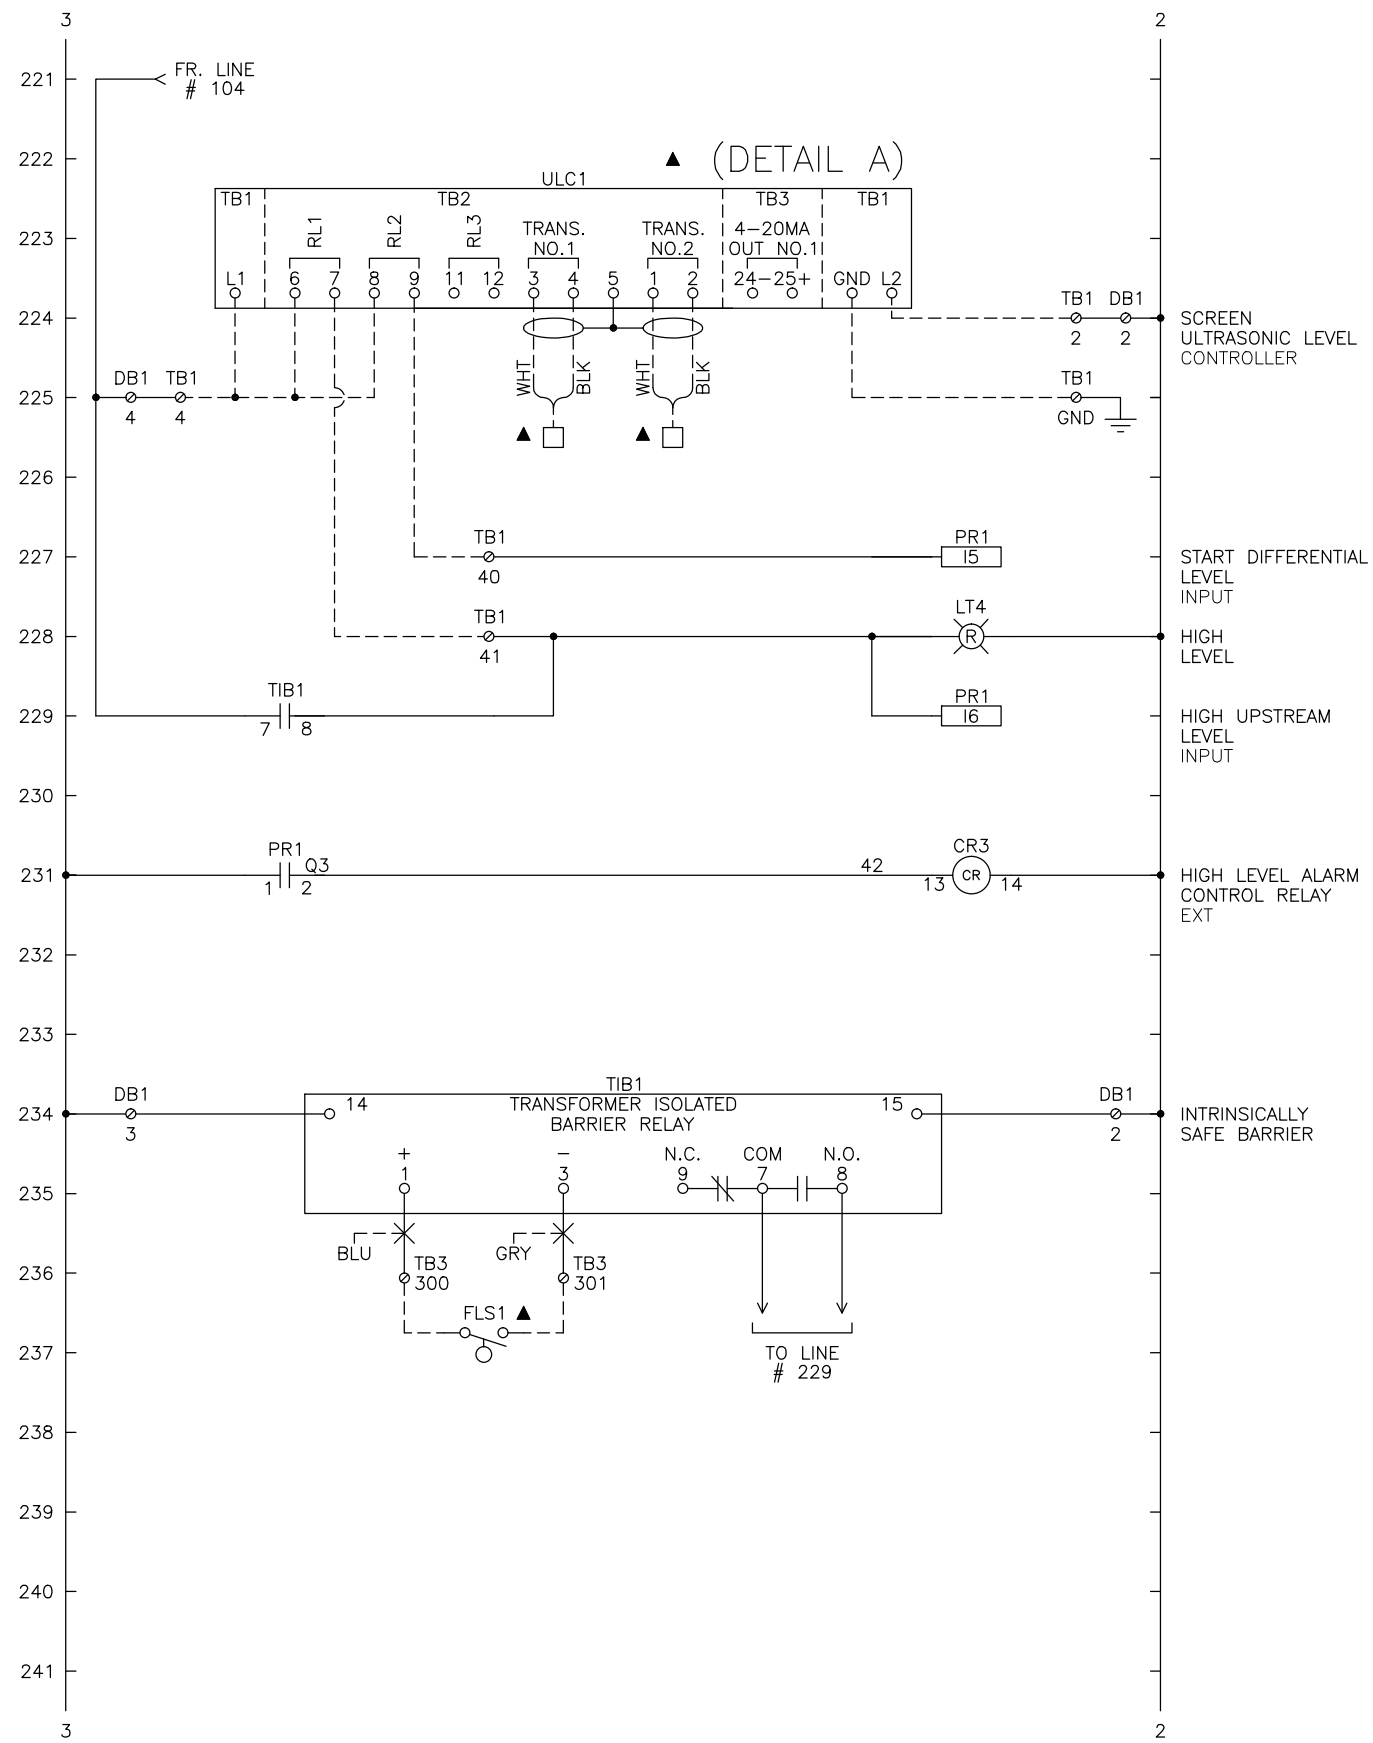 3 2
221 FR. LINE
# 104
222 ▲ (DETAIL A)
ULC1
TB1 TB2 TB3 TB1
223 RL1 RL2 RL3 TRANS. TRANS. 4-20MA
NO.1 NO.2 OUT NO.1
L1 6 7 8 9 11 12 3 4 5 1 2 24- 25+ GND L2
TB1 DB1
224 SCREEN
2 2 ULTRASONIC LEVEL
CONTROLLER
WHT BLK WHT BLK
DB1 TB1 TB1
225
4 4 GND
▲ ▲
226
TB1 PR1
227 I5 START DIFFERENTIAL
40 LEVEL
INPUT
TB1 LT4
228 R HIGH
41 LEVEL
TIB1 PR1
229 I6 HIGH UPSTREAM
7 8 LEVEL
INPUT
230
PR1 Q3 42 CR3
231 CR HIGH LEVEL ALARM
1 2 13 14 CONTROL RELAY
EXT
232
233
TIB1
DB1 14 TRANSFORMER ISOLATED 15 DB1
234 INTRINSICALLY
3 BARRIER RELAY 2 SAFE BARRIER
+ - N.C. COM N.O.
1 3 9 7 8
235
BLU GRY
TB3 TB3
236 300 301
FLS1 ▲
237 TO LINE
# 229
238
239
240
241
3 2